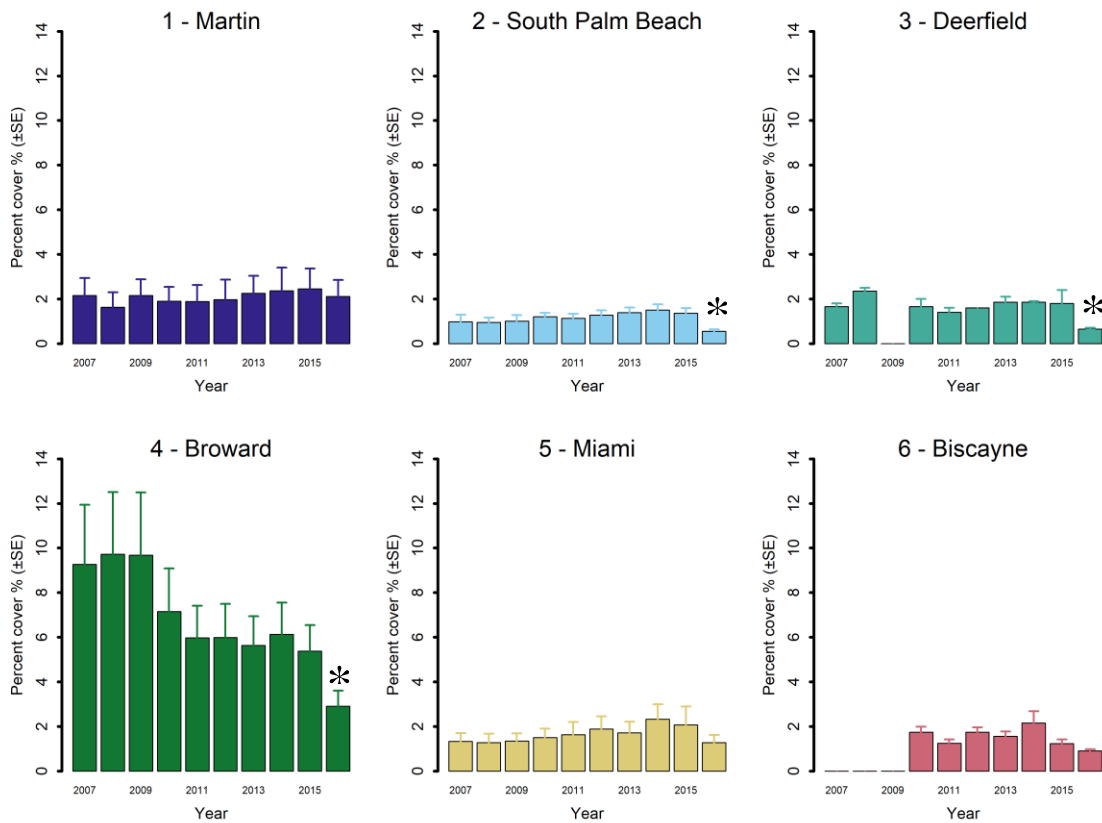 1 - Martin
Percent cover % (±SE)
0 2 4 6 8 10 12 14
2007 2009 2011 2013 2015
Year
2 - South Palm Beach
Percent cover % (±SE)
0 2 4 6 8 10 12 14
*
2007 2009 2011 2013 2015
Year
3 - Deerfield
Percent cover % (±SE)
0 2 4 6 8 10 12 14
*
2007 2009 2011 2013 2015
Year
4 - Broward
Percent cover % (±SE)
0 2 4 6 8 10 12 14
*
2007 2009 2011 2013 2015
Year
5 - Miami
Percent cover % (±SE)
0 2 4 6 8 10 12 14
2007 2009 2011 2013 2015
Year
6 - Biscayne
Percent cover % (±SE)
0 2 4 6 8 10 12 14
2007 2009 2011 2013 2015
Year